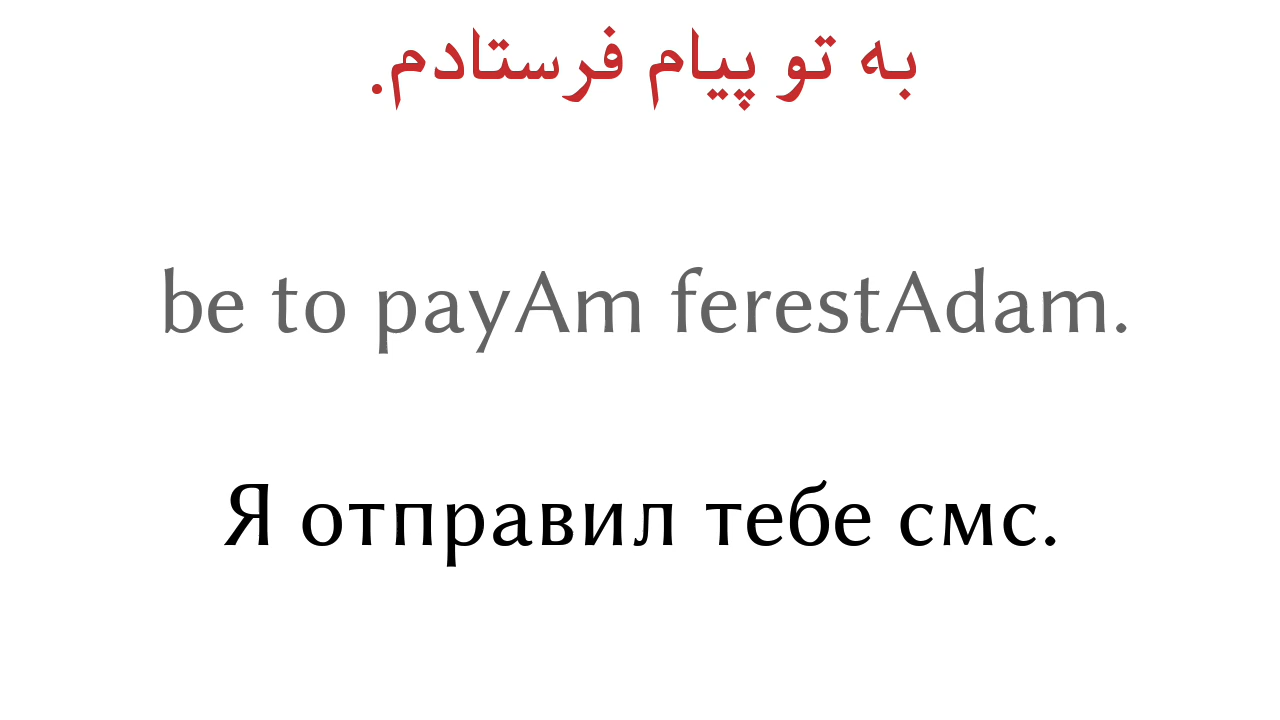 به تو پیام فرستادم.
be to payAm ferestAdam.
Я отправил тебе смс.